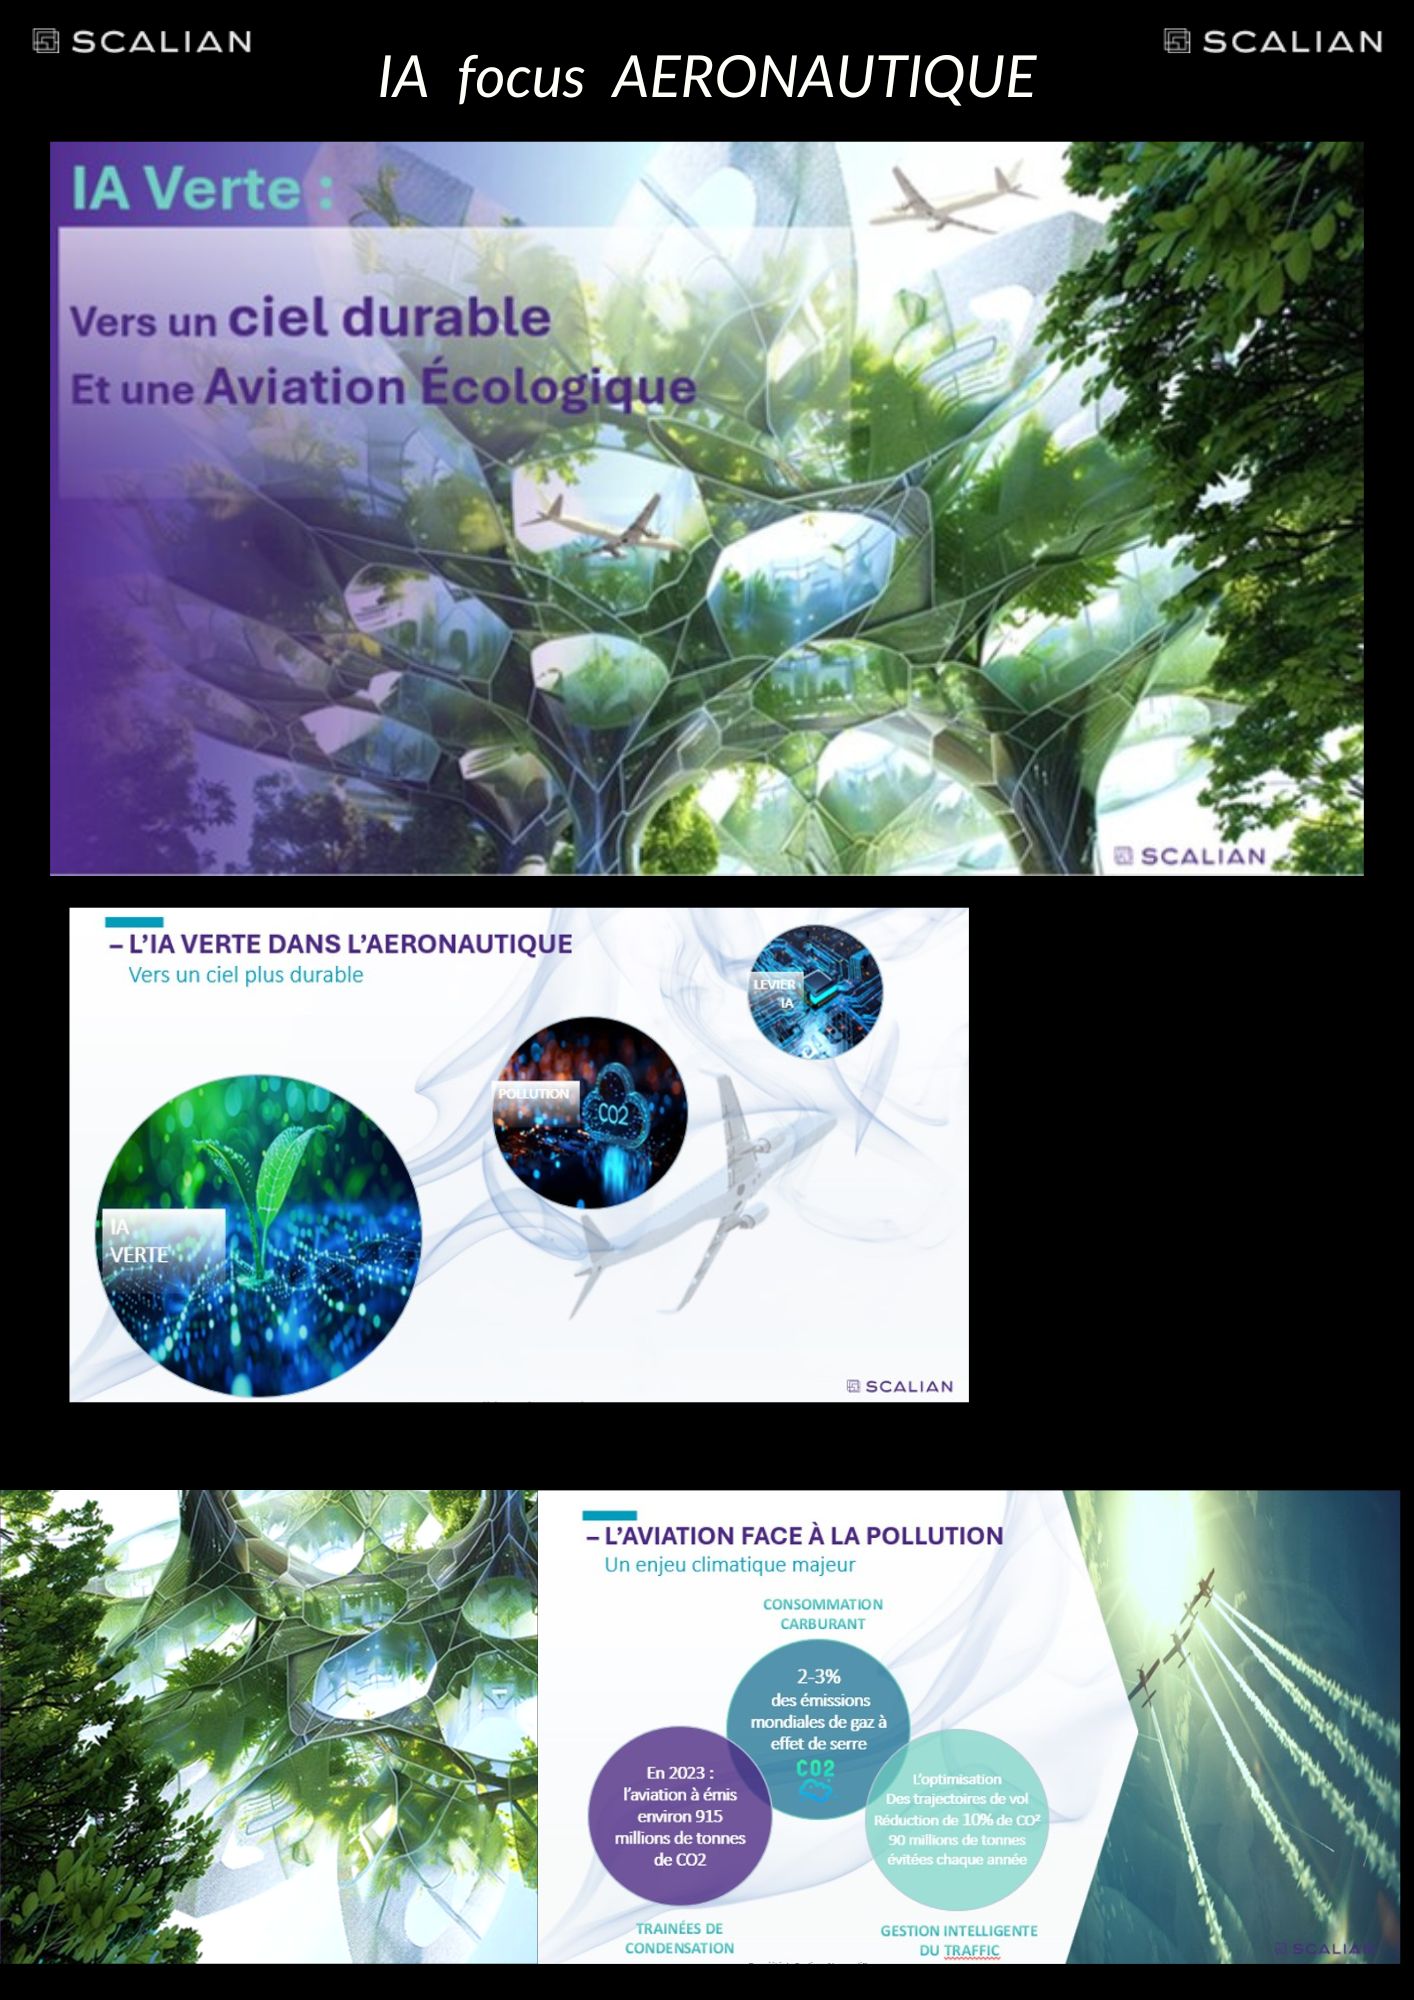 SCALIAN
SCALIAN
IA focus AERONAUTIQUE
IA Verte :
Vers un ciel durable
Et une Aviation Écologique
SCALIAN
– L’IA VERTE DANS L’AERONAUTIQUE
Vers un ciel plus durable
LEVIER
IA
POLLUTION
CO2
IA
VERTE
SCALIAN
– L’AVIATION FACE À LA POLLUTION
Un enjeu climatique majeur
CONSOMMATION
CARBURANT
2-3%
des émissions
mondiales de gaz à
effet de serre
CO2
En 2023 :
l’aviation à émis
environ 915
millions de tonnes
de CO2
L’optimisation
Des trajectoires de vol
Réduction de 10% de CO²
90 millions de tonnes
évitées chaque année
TRAINÉES DE
CONDENSATION
GESTION INTELLIGENTE
DU TRAFFIC
SCALIAN